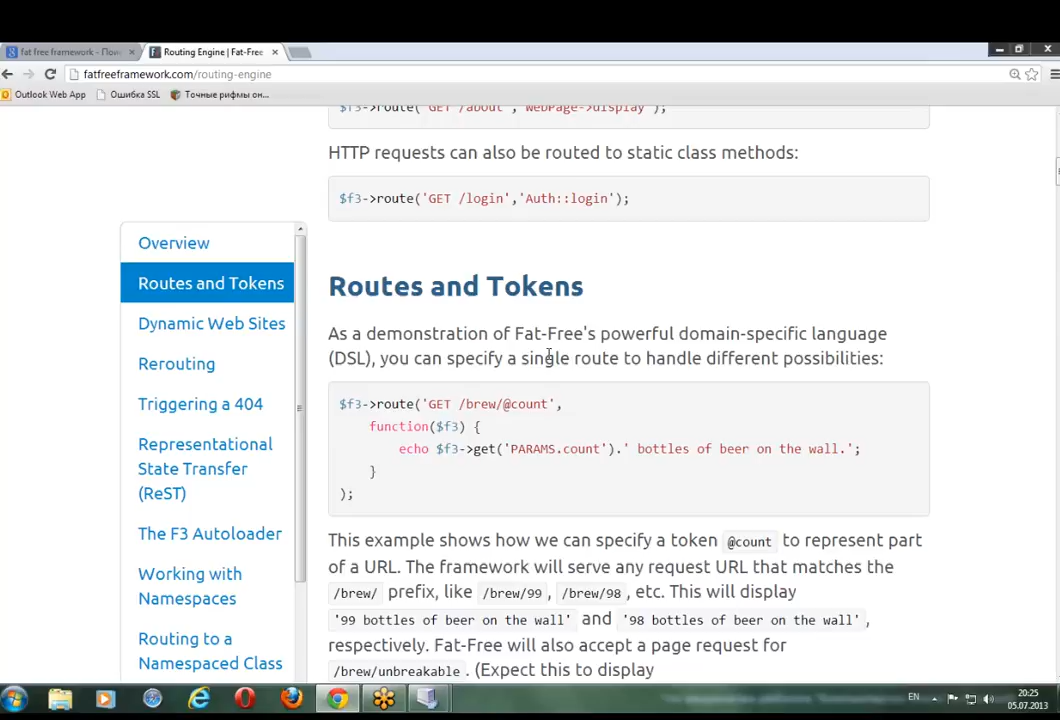 fat free framework - Пои
Routing Engine | Fat-Free
fatfreeframework.com/routing-engine
Outlook Web App
Ошибка SSL
Точные рифмы он...
$f3->route('GET /about','WebPage->display');
HTTP requests can also be routed to static class methods:
$f3->route('GET /login','Auth::login');
Overview
Routes and Tokens
Dynamic Web Sites
Rerouting
Triggering a 404
Representational
State Transfer
(ReST)
The F3 Autoloader
Working with
Namespaces
Routing to a
Namespaced Class
Routes and Tokens
As a demonstration of Fat-Free's powerful domain-specific language
(DSL), you can specify a single route to handle different possibilities:
$f3->route('GET /brew/@count',
function($f3) {
echo $f3->get('PARAMS.count').' bottles of beer on the wall.';
}
);
This example shows how we can specify a token @count to represent part
of a URL. The framework will serve any request URL that matches the
/brew/ prefix, like /brew/99 , /brew/98 , etc. This will display
'99 bottles of beer on the wall' and '98 bottles of beer on the wall' ,
respectively. Fat-Free will also accept a page request for
/brew/unbreakable . (Expect this to display
EN
20:25
05.07.2013